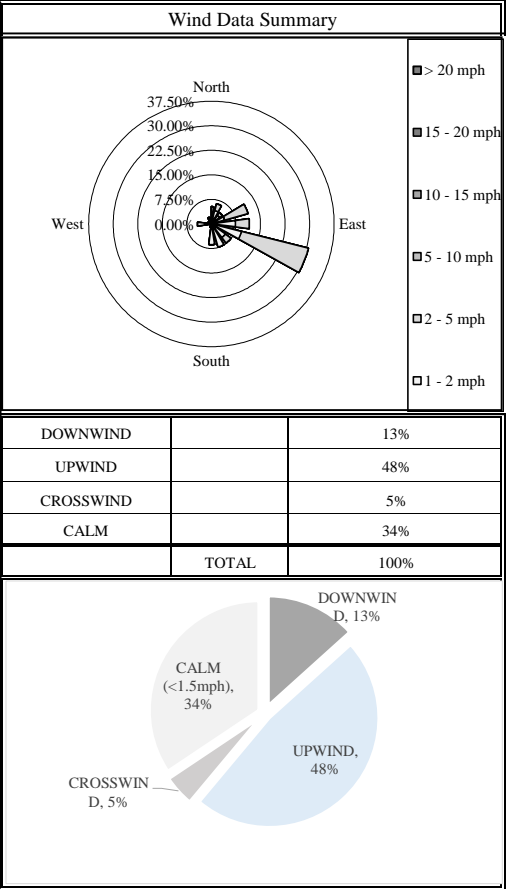 Wind Data Summary
North
37.50%
30.00%
22.50%
15.00%
7.50%
0.00%
West
East
South
> 20 mph
15 - 20 mph
10 - 15 mph
5 - 10 mph
2 - 5 mph
1 - 2 mph
DOWNWIND 13%
UPWIND 48%
CROSSWIND 5%
CALM 34%
TOTAL 100%
DOWNWIN
D, 13%
CALM
(<1.5mph),
34%
UPWIND,
48%
CROSSWIN
D, 5%